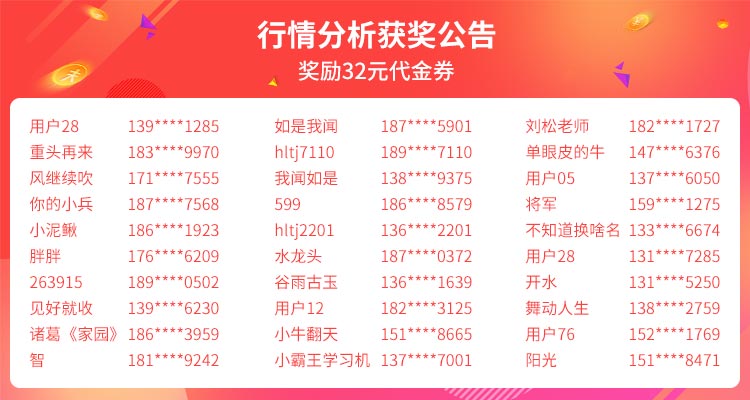 行情分析获奖公告
奖励32元代金券
用户28 139****1285 如是我闻 187****5901 刘松老师 182****1727
重头再来 183****9970 hltj7110 189****7110 单眼皮的牛 147****6376
风继续吹 171****7555 我闻如是 138****9375 用户05 137****6050
你的小兵 187****7568 599 186****8579 将军 159****1275
小泥鳅 186****1923 hltj2201 136****2201 不知道换啥名 133****6674
胖胖 176****6209 水龙头 187****0372 用户28 131****7285
263915 189****0502 谷雨古玉 136****1639 开水 131****5250
见好就收 139****6230 用户12 182****3125 舞动人生 138****2759
诸葛《家园》 186****3959 小牛翻天 151****8665 用户76 152****1769
智 181****9242 小霸王学习机 137****7001 阳光 151****8471